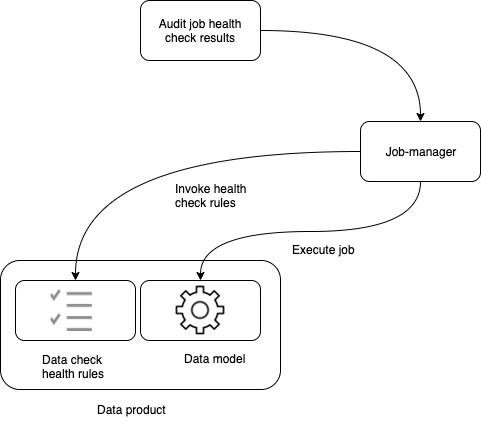 Audit job health
check results
Job-manager
Invoke health
check rules
Execute job
Data check
health rules
Data model
Data product